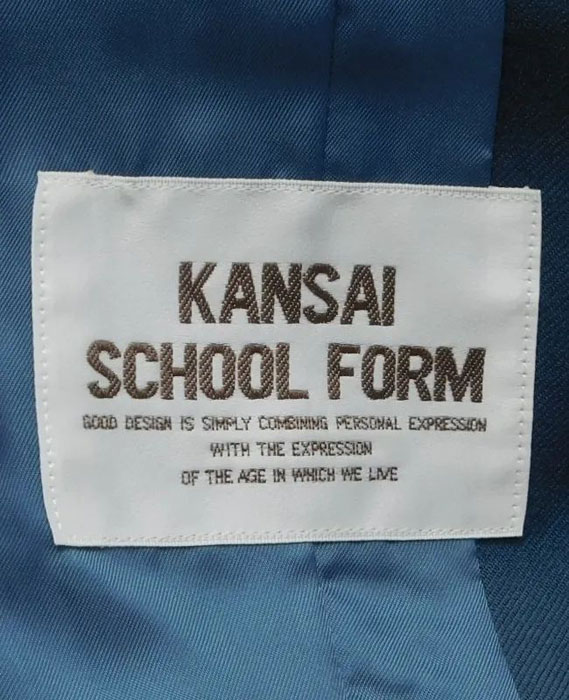 KANSAI
SCHOOL FORM
GOOD DESIGN IS SIMPLY COMBINING PERSONAL EXPRESSION
WITH THE EXPRESSION
OF THE AGE IN WHICH WE LIVE